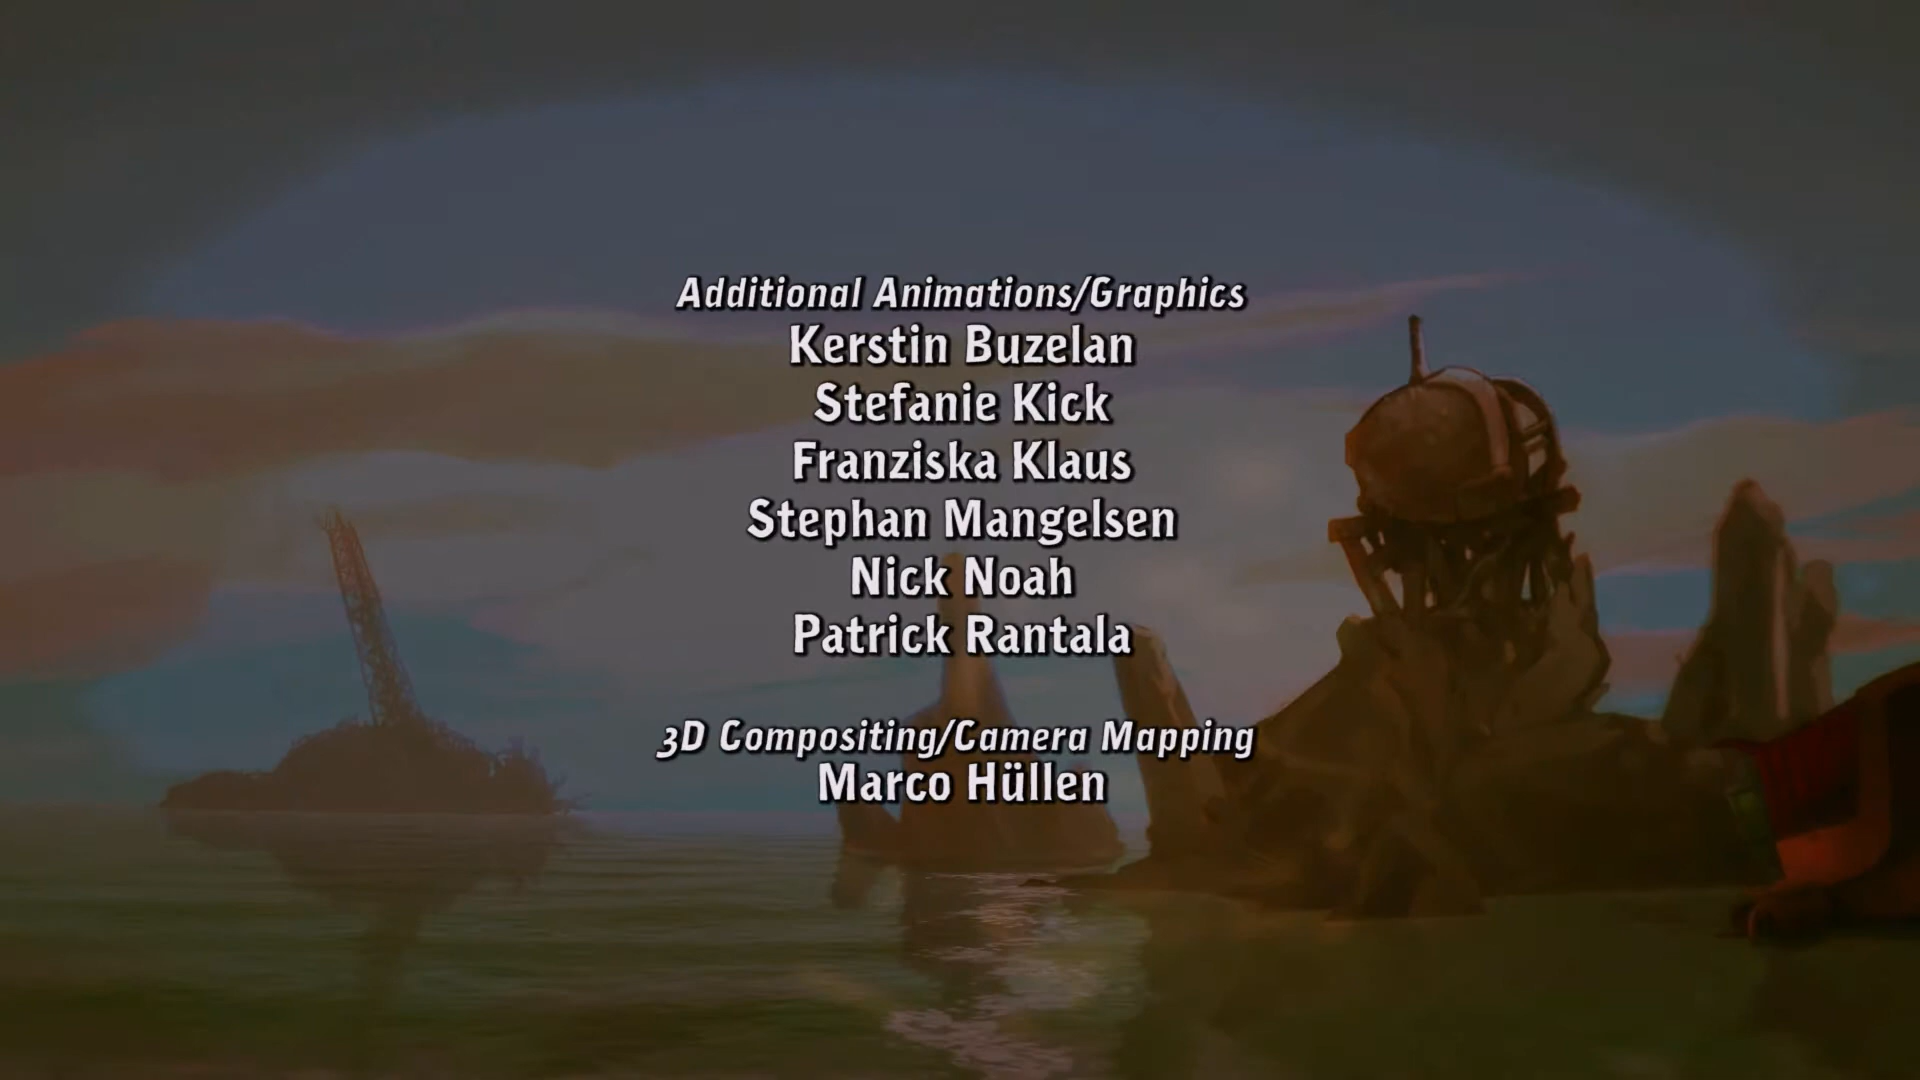 Additional Animations/Graphics
Kerstin Buzelan
Stefanie Kick
Franziska Klaus
Stephan Mangelsen
Nick Noah
Patrick Rantala
3D Compositing/Camera Mapping
Marco Hüllen